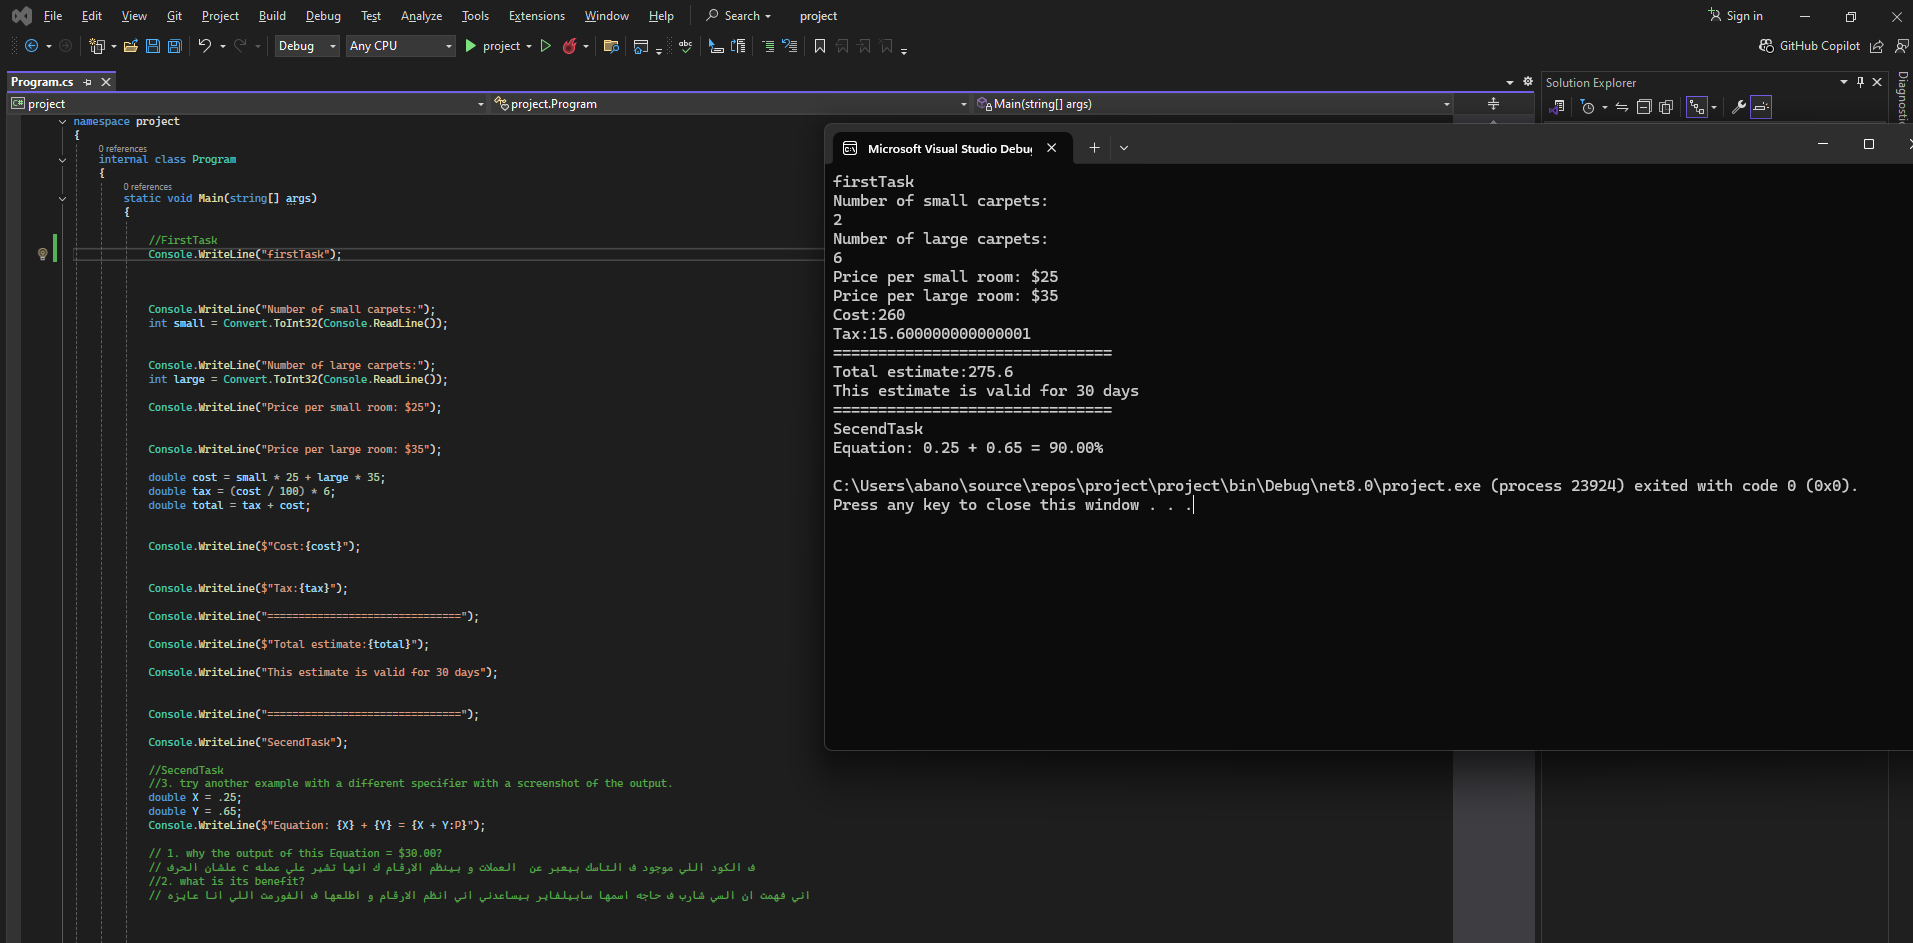 File Edit View Git Project Build Debug Test Analyze Tools Extensions Window Help Search project Sign in
Debug Any CPU project GitHub Copilot
Program.cs
Solution Explorer
project project.Program Main(string[] args)
namespace project
{
0 references
internal class Program
{
0 references
static void Main(string[] args)
{
//FirstTask
Console.WriteLine("firstTask");
Console.WriteLine("Number of small carpets:");
int small = Convert.ToInt32(Console.ReadLine());
Console.WriteLine("Number of large carpets:");
int large = Convert.ToInt32(Console.ReadLine());
Console.WriteLine("Price per small room: $25");
Console.WriteLine("Price per large room: $35");
double cost = small * 25 + large * 35;
double tax = (cost / 100) * 6;
double total = tax + cost;
Console.WriteLine($"Cost:{cost}");
Console.WriteLine($"Tax:{tax}");
Console.WriteLine("===============================");
Console.WriteLine($"Total estimate:{total}");
Console.WriteLine("This estimate is valid for 30 days");
Console.WriteLine("===============================");
Console.WriteLine("SecendTask");
//SecendTask
//3. try another example with a different specifier with a screenshot of the output.
double X = .25;
double Y = .65;
Console.WriteLine($"Equation: {X} + {Y} = {X + Y:P}");
// 1. why the output of this Equation = $30.00?
// علشان الحرف c ف الكود اللي موجود ف التاسك بيعبر عن العملات و بينظم الارقام ك انها تشير علي عمله
//2. what is its benefit?
// اني فهمت ان السي شارب ف حاجه اسمها سابيلفاير بيساعدني اني انظم الارقام و اطلعها ف الفورمت اللي انا عايزه
Microsoft Visual Studio Debu
firstTask
Number of small carpets:
2
Number of large carpets:
6
Price per small room: $25
Price per large room: $35
Cost:260
Tax:15.600000000000001
===============================
Total estimate:275.6
This estimate is valid for 30 days
===============================
SecendTask
Equation: 0.25 + 0.65 = 90.00%
C:\Users\abano\source\repos\project\project\bin\Debug\net8.0\project.exe (process 23924) exited with code 0 (0x0).
Press any key to close this window . . .